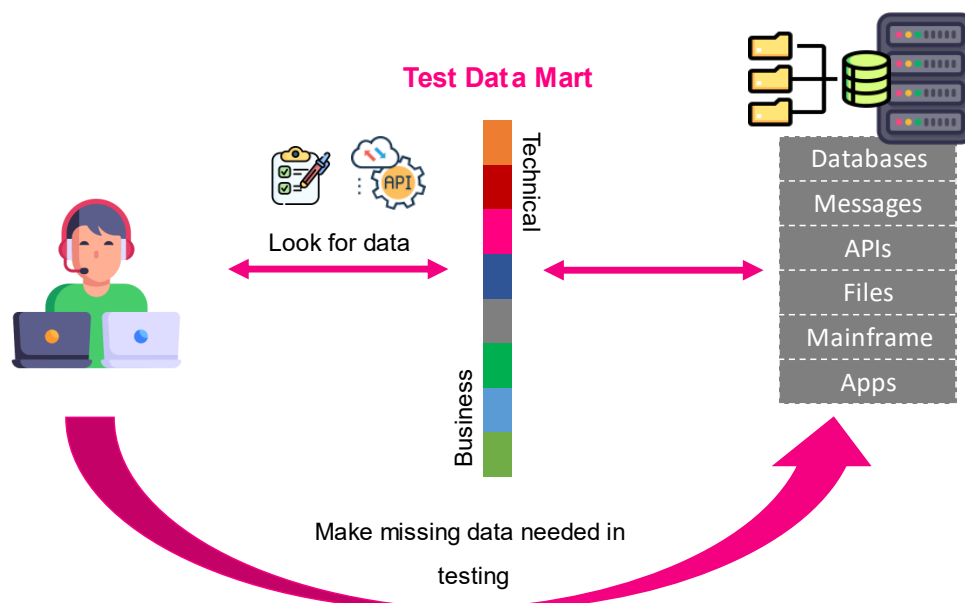 Test Data Mart
Technical
API
Look for data
Business
Databases
Messages
APIs
Files
Mainframe
Apps
Make missing data needed in
testing